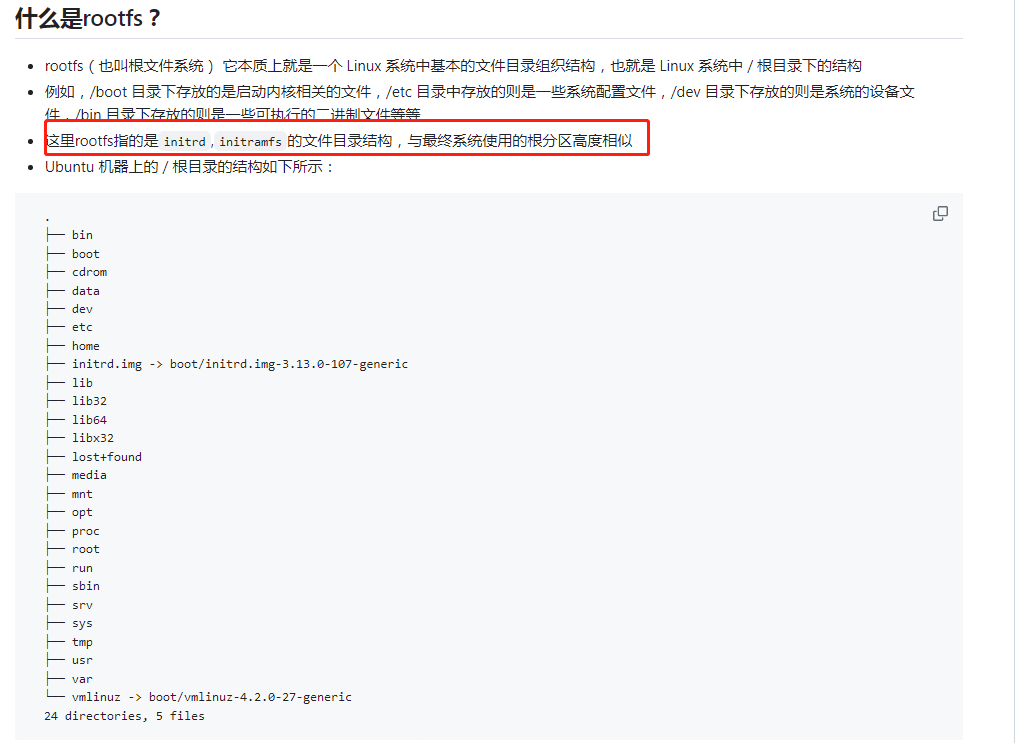 什么是rootfs？
rootfs（也叫根文件系统） 它本质上就是一个 Linux 系统中基本的文件目录组织结构，也就是 Linux 系统中 / 根目录下的结构
例如，/boot 目录下存放的是启动内核相关的文件，/etc 目录中存放的则是一些系统配置文件，/dev 目录下存放的则是系统的设备文
件，/bin 目录下存放的则是一些可执行的二进制文件等等
这里rootfs指的是 initrd,initramfs 的文件目录结构，与最终系统使用的根分区高度相似
Ubuntu 机器上的 / 根目录的结构如下所示：
.
├── bin
├── boot
├── cdrom
├── data
├── dev
├── etc
├── home
├── initrd.img -> boot/initrd.img-3.13.0-107-generic
├── lib
├── lib32
├── lib64
├── libx32
├── lost+found
├── media
├── mnt
├── opt
├── proc
├── root
├── run
├── sbin
├── srv
├── sys
├── tmp
├── usr
├── var
└── vmlinuz -> boot/vmlinuz-4.2.0-27-generic
24 directories, 5 files